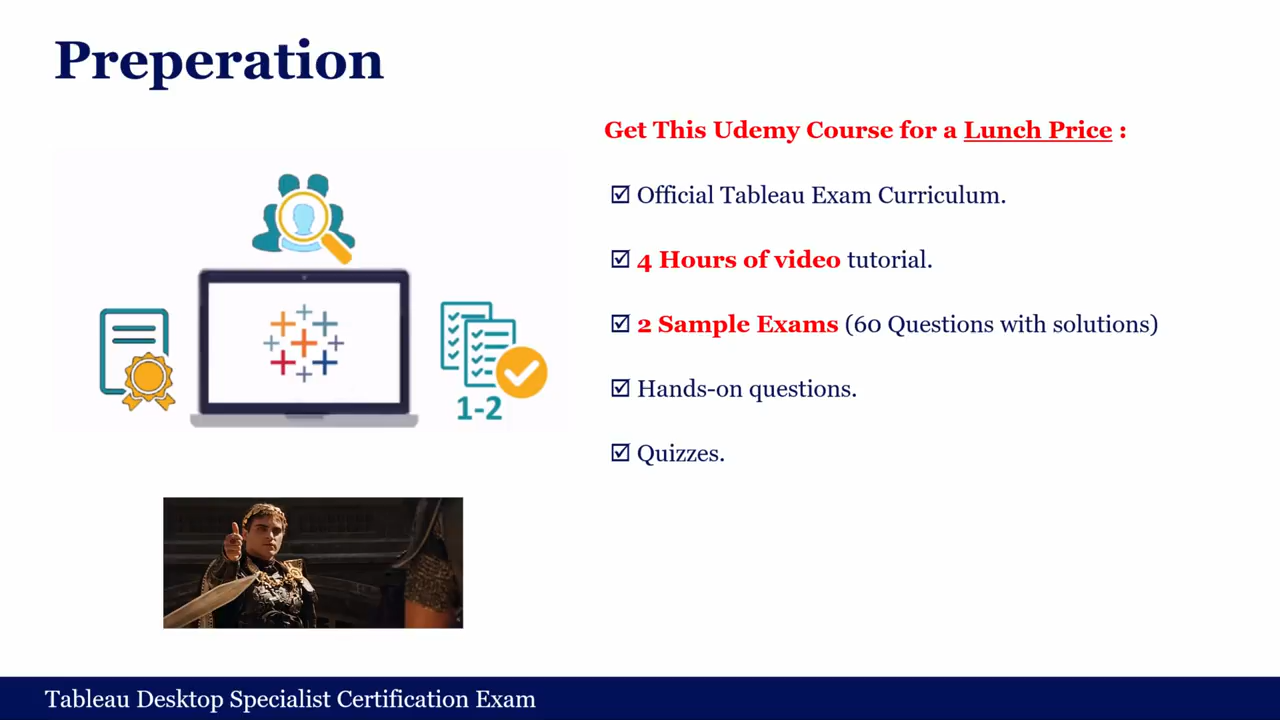 Preperation
Get This Udemy Course for a Lunch Price :
☑ Official Tableau Exam Curriculum.
☑ 4 Hours of video tutorial.
☑ 2 Sample Exams (60 Questions with solutions)
☑ Hands-on questions.
☑ Quizzes.
1-2
Tableau Desktop Specialist Certification Exam